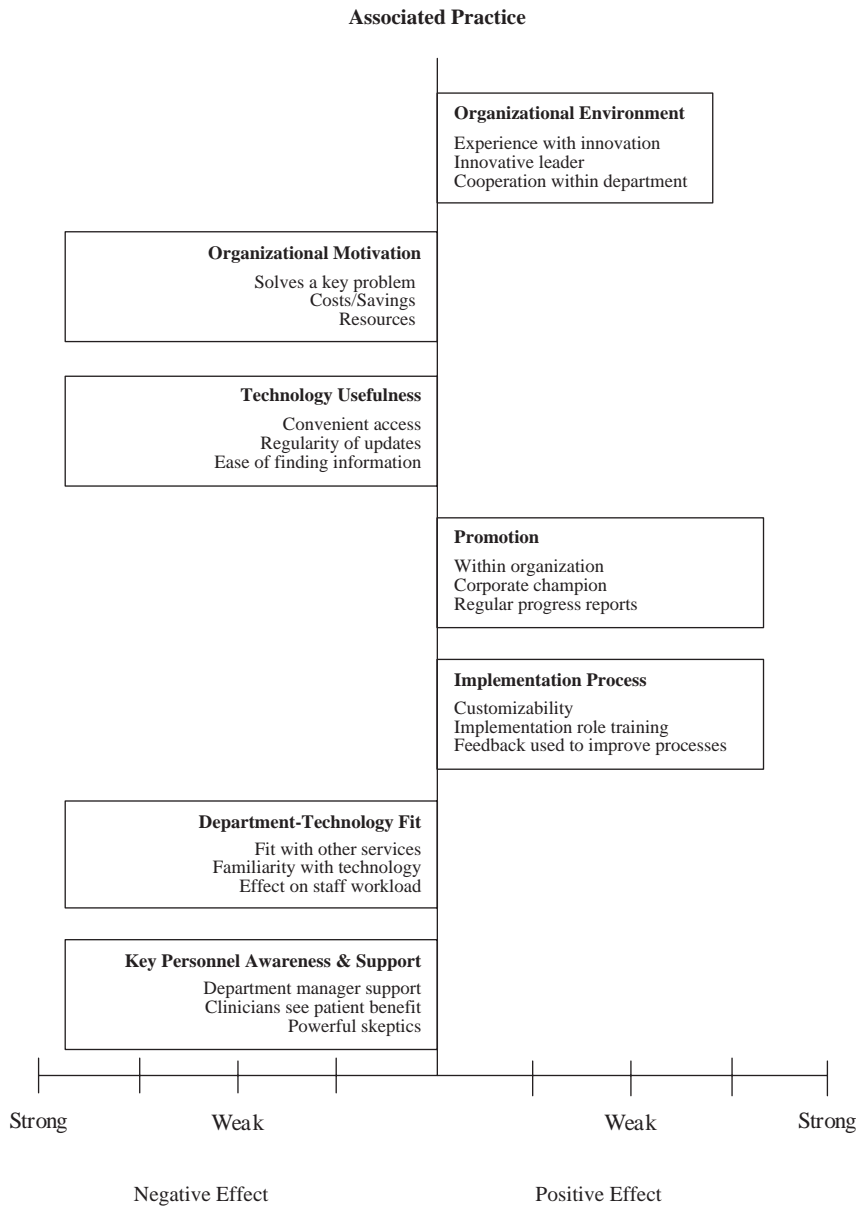 Associated Practice
Organizational Environment
Experience with innovation
Innovative leader
Cooperation within department
Organizational Motivation
Solves a key problem
Costs/Savings
Resources
Technology Usefulness
Convenient access
Regularity of updates
Ease of finding information
Promotion
Within organization
Corporate champion
Regular progress reports
Implementation Process
Customizability
Implementation role training
Feedback used to improve processes
Department-Technology Fit
Fit with other services
Familiarity with technology
Effect on staff workload
Key Personnel Awareness & Support
Department manager support
Clinicians see patient benefit
Powerful skeptics
Strong Weak Weak Strong
Negative Effect Positive Effect